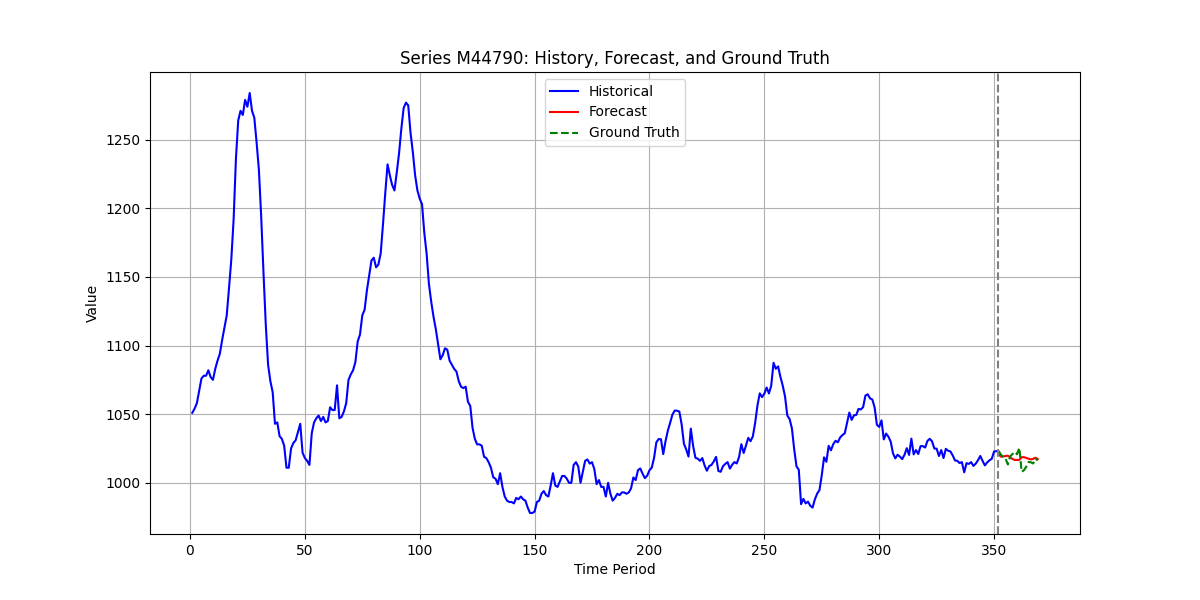 Series M44790: History, Forecast, and Ground Truth
Historical
Forecast
Ground Truth
Value
1250
1200
1150
1100
1050
1000
0 50 100 150 200 250 300 350
Time Period